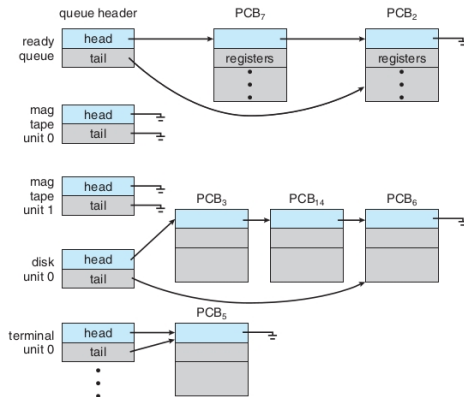 queue header
PCB7
PCB2
ready
queue
head
tail
registers
registers
mag
tape
unit 0
head
tail
mag
tape
unit 1
head
tail
PCB3
PCB14
PCB6
disk
unit 0
head
tail
PCB5
terminal
unit 0
head
tail